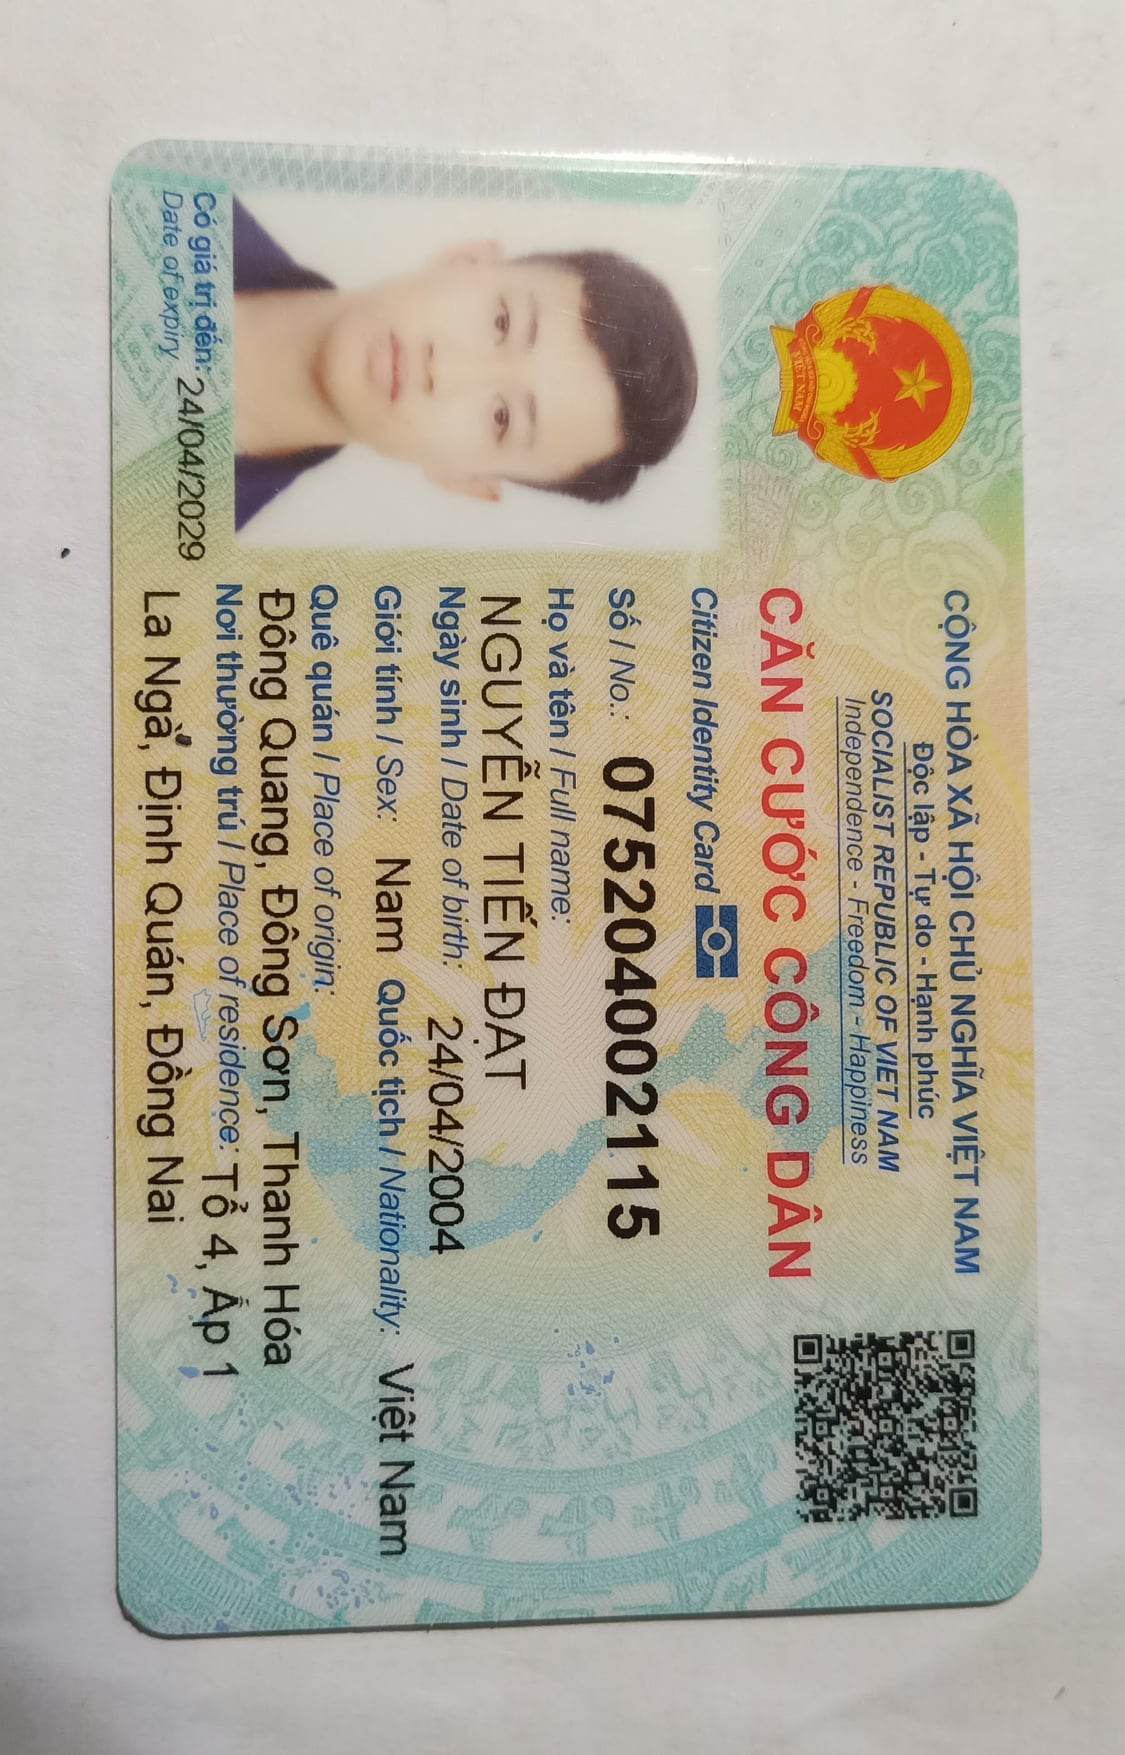 CỘNG HÒA XÃ HỘI CHỦ NGHĨA VIỆT NAM
Độc lập - Tự do - Hạnh phúc
SOCIALIST REPUBLIC OF VIET NAM
Independence - Freedom - Happiness
CĂN CƯỚC CÔNG DÂN
Citizen Identity Card
Số / No.: 075204002115
Họ và tên / Full name:
NGUYỄN TIẾN ĐẠT
Ngày sinh / Date of birth: 24/04/2004
Giới tính / Sex: Nam Quốc tịch / Nationality: Việt Nam
Quê quán / Place of origin:
Đông Quang, Đông Sơn, Thanh Hóa
Nơi thường trú / Place of residence: Tổ 4, Ấp 1
La Ngà, Định Quán, Đồng Nai
Có giá trị đến: 24/04/2029
Date of expiry
VIỆT NAM